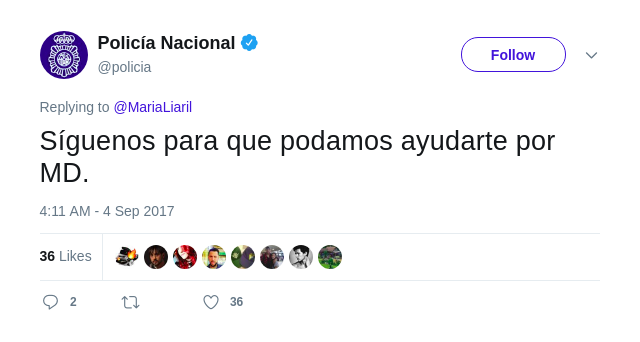 Policía Nacional
@policia
Follow
Replying to @MariaLiaril
Síguenos para que podamos ayudarte por
MD.
4:11 AM - 4 Sep 2017
36 Likes
2
36